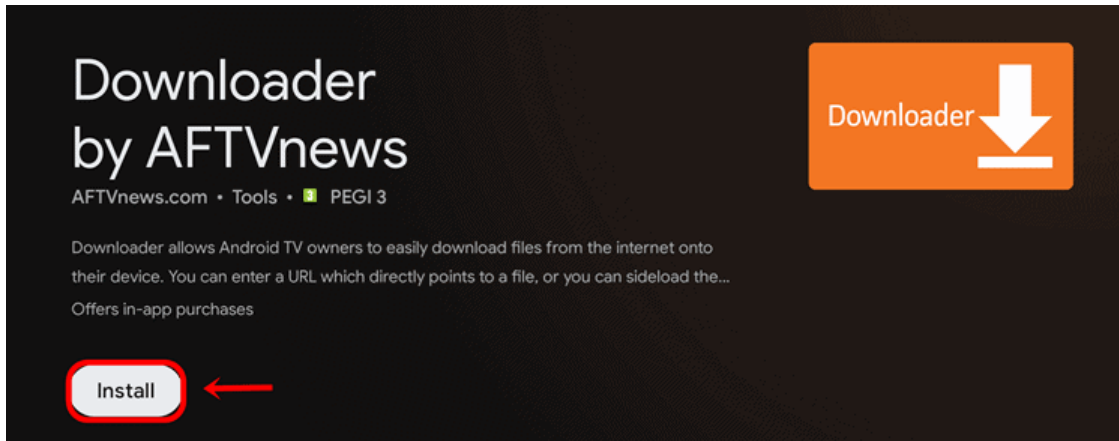 Downloader
by AFTVnews
AFTVnews.com • Tools • 3 PEGI 3
Downloader allows Android TV owners to easily download files from the internet onto
their device. You can enter a URL which directly points to a file, or you can sideload the...
Offers in-app purchases
Install
Downloader